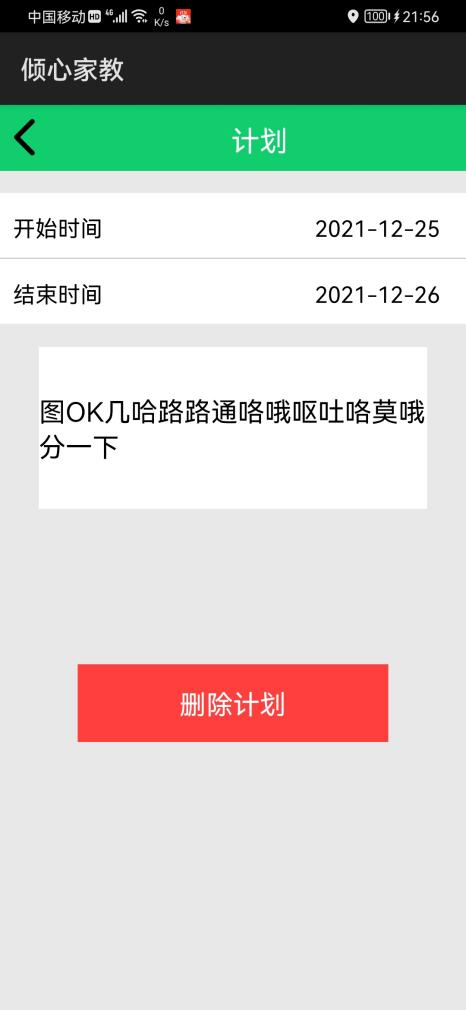 中国移动 HD 4G 0 K/s 100 21:56
倾心家教
计划
开始时间 2021-12-25
结束时间 2021-12-26
图OK几哈路路通咯哦呕吐咯莫哦
分一下
删除计划